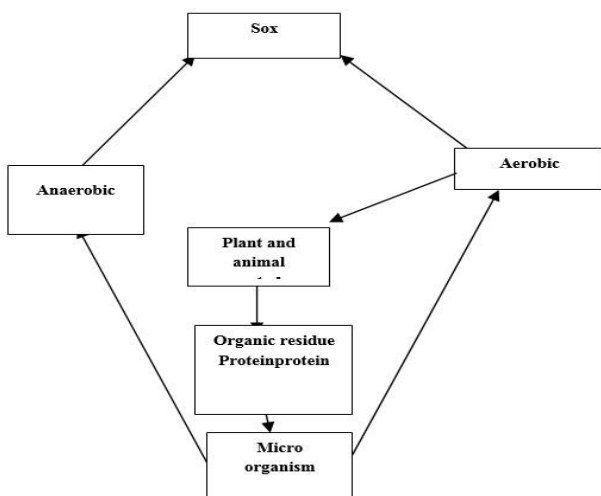 Sox
Anaerobic
Aerobic
Plant and
animal
Organic residue
Proteinprotein
Micro
organism